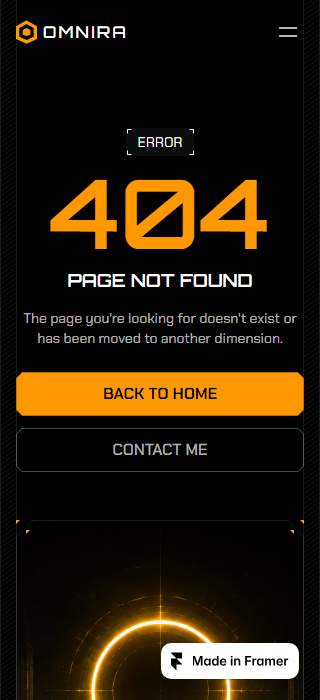 OMNIRA
ERROR
404
PAGE NOT FOUND
The page you're looking for doesn't exist or
has been moved to another dimension.
BACK TO HOME
CONTACT ME
Made in Framer